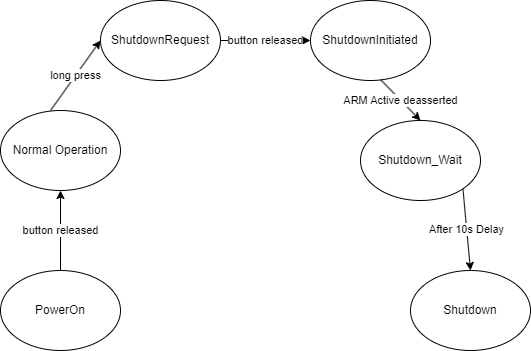 ShutdownRequest
button released
ShutdownInitiated
long press
ARM Active deasserted
Normal Operation
Shutdown_Wait
button released
After 10s Delay
PowerOn
Shutdown